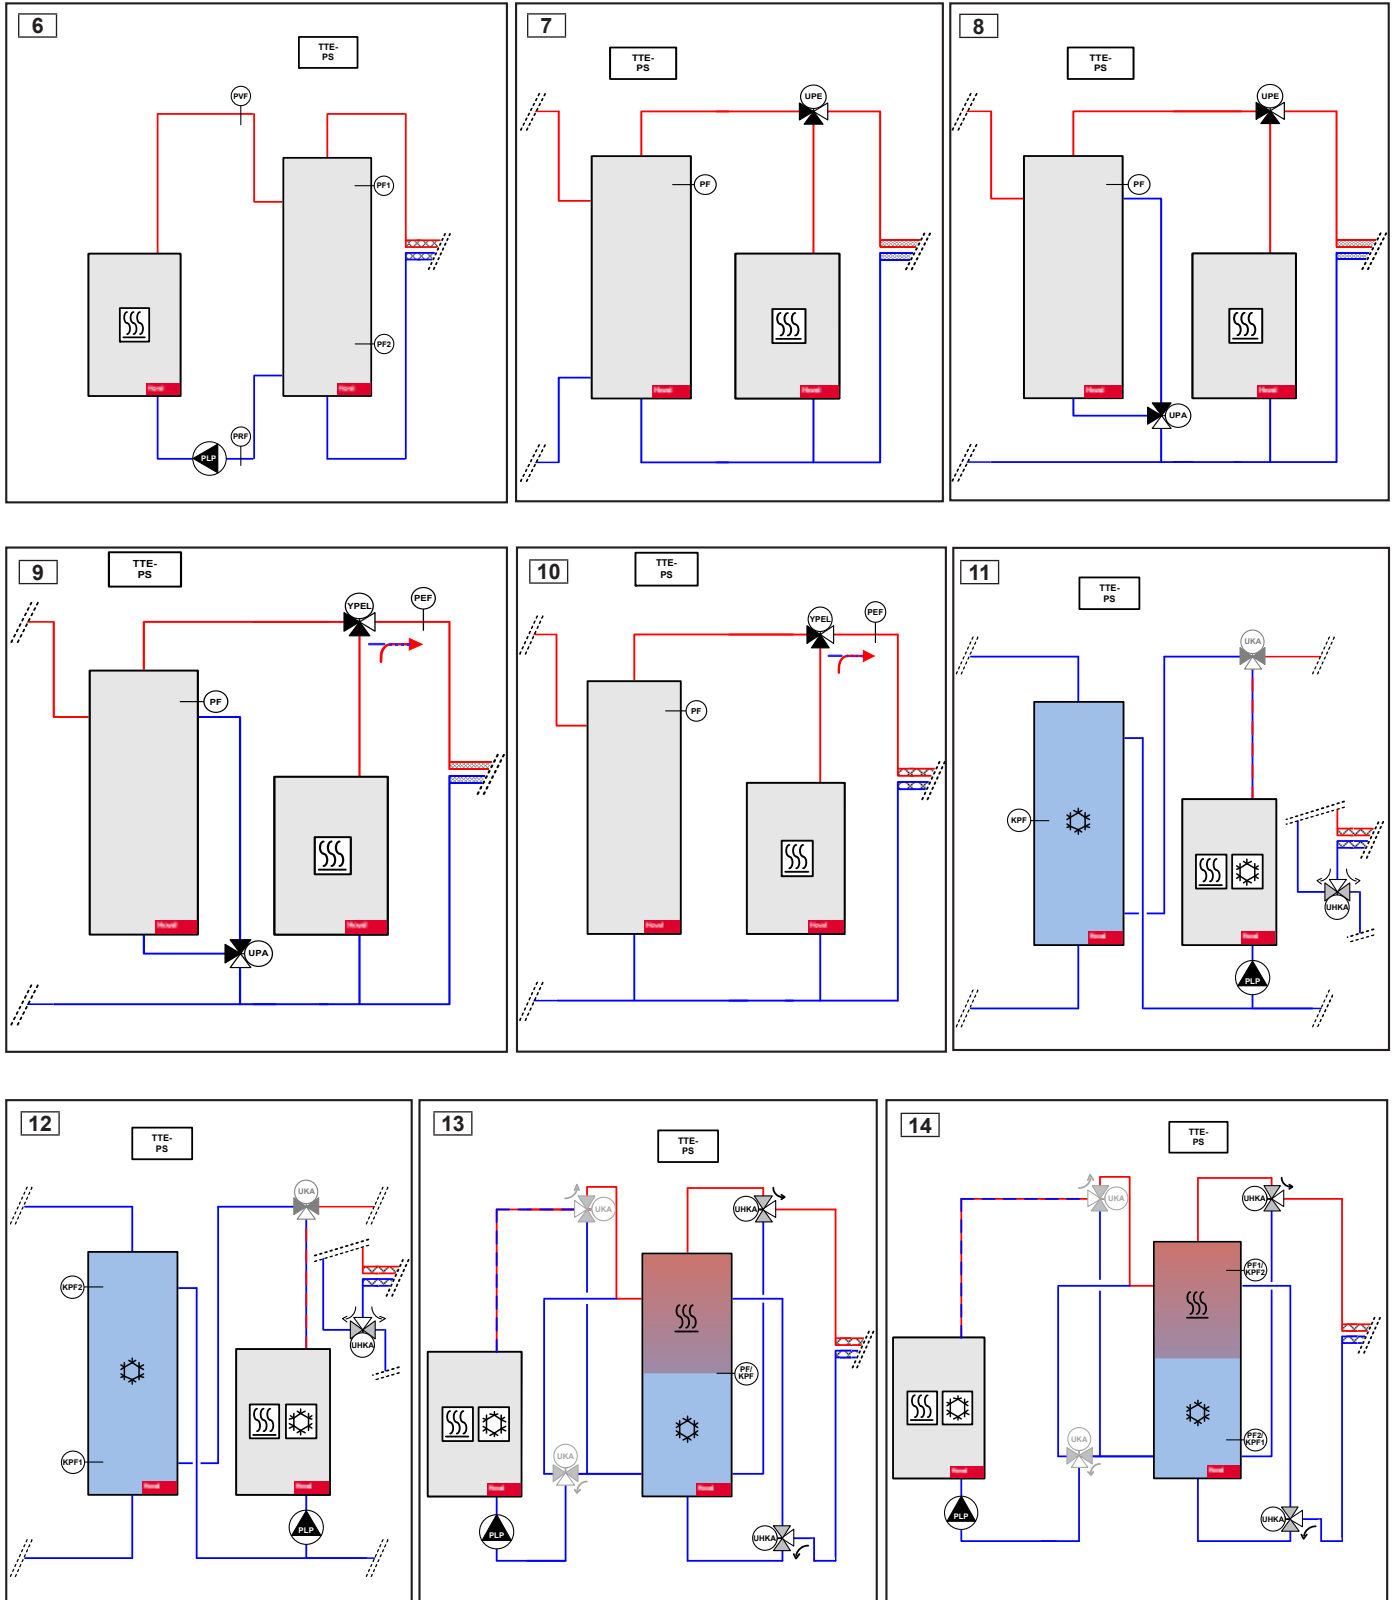 6
TTE-
PS
PVF
PF1
PF2
PRF
PLP
7
TTE-
PS
UPE
PF
8
TTE-
PS
UPE
PF
UPA
9
TTE-
PS
YPEL
PEF
PF
UPA
10
TTE-
PS
YPEL
PEF
PF
11
TTE-
PS
UKA
KPF
UHKA
PLP
12
TTE-
PS
UKA
KPF2
UHKA
KPF1
PLP
13
TTE-
PS
UKA
UHKA
PF/
KPF
UKA
PLP
UHKA
14
TTE-
PS
UKA
UHKA
PF1/
KPF2
PF2/
KPF1
UKA
PLP
UHKA